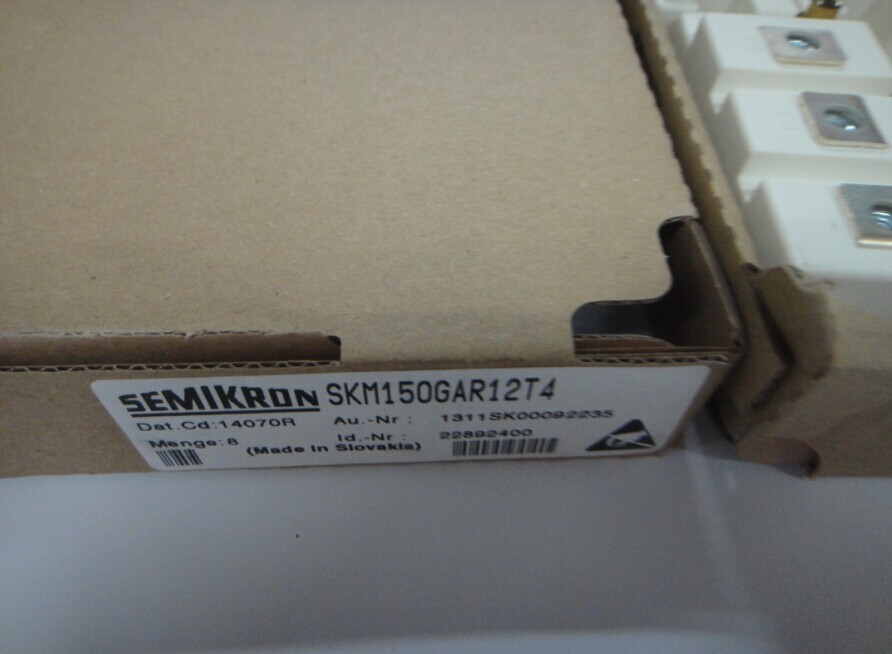 SEMIKRON SKM150GAR12T4
Dat.Cd:14070R Au.-Nr : 1311SK00092235
Menge:8 Id.-Nr : 22892400
(Made in Slovakia)